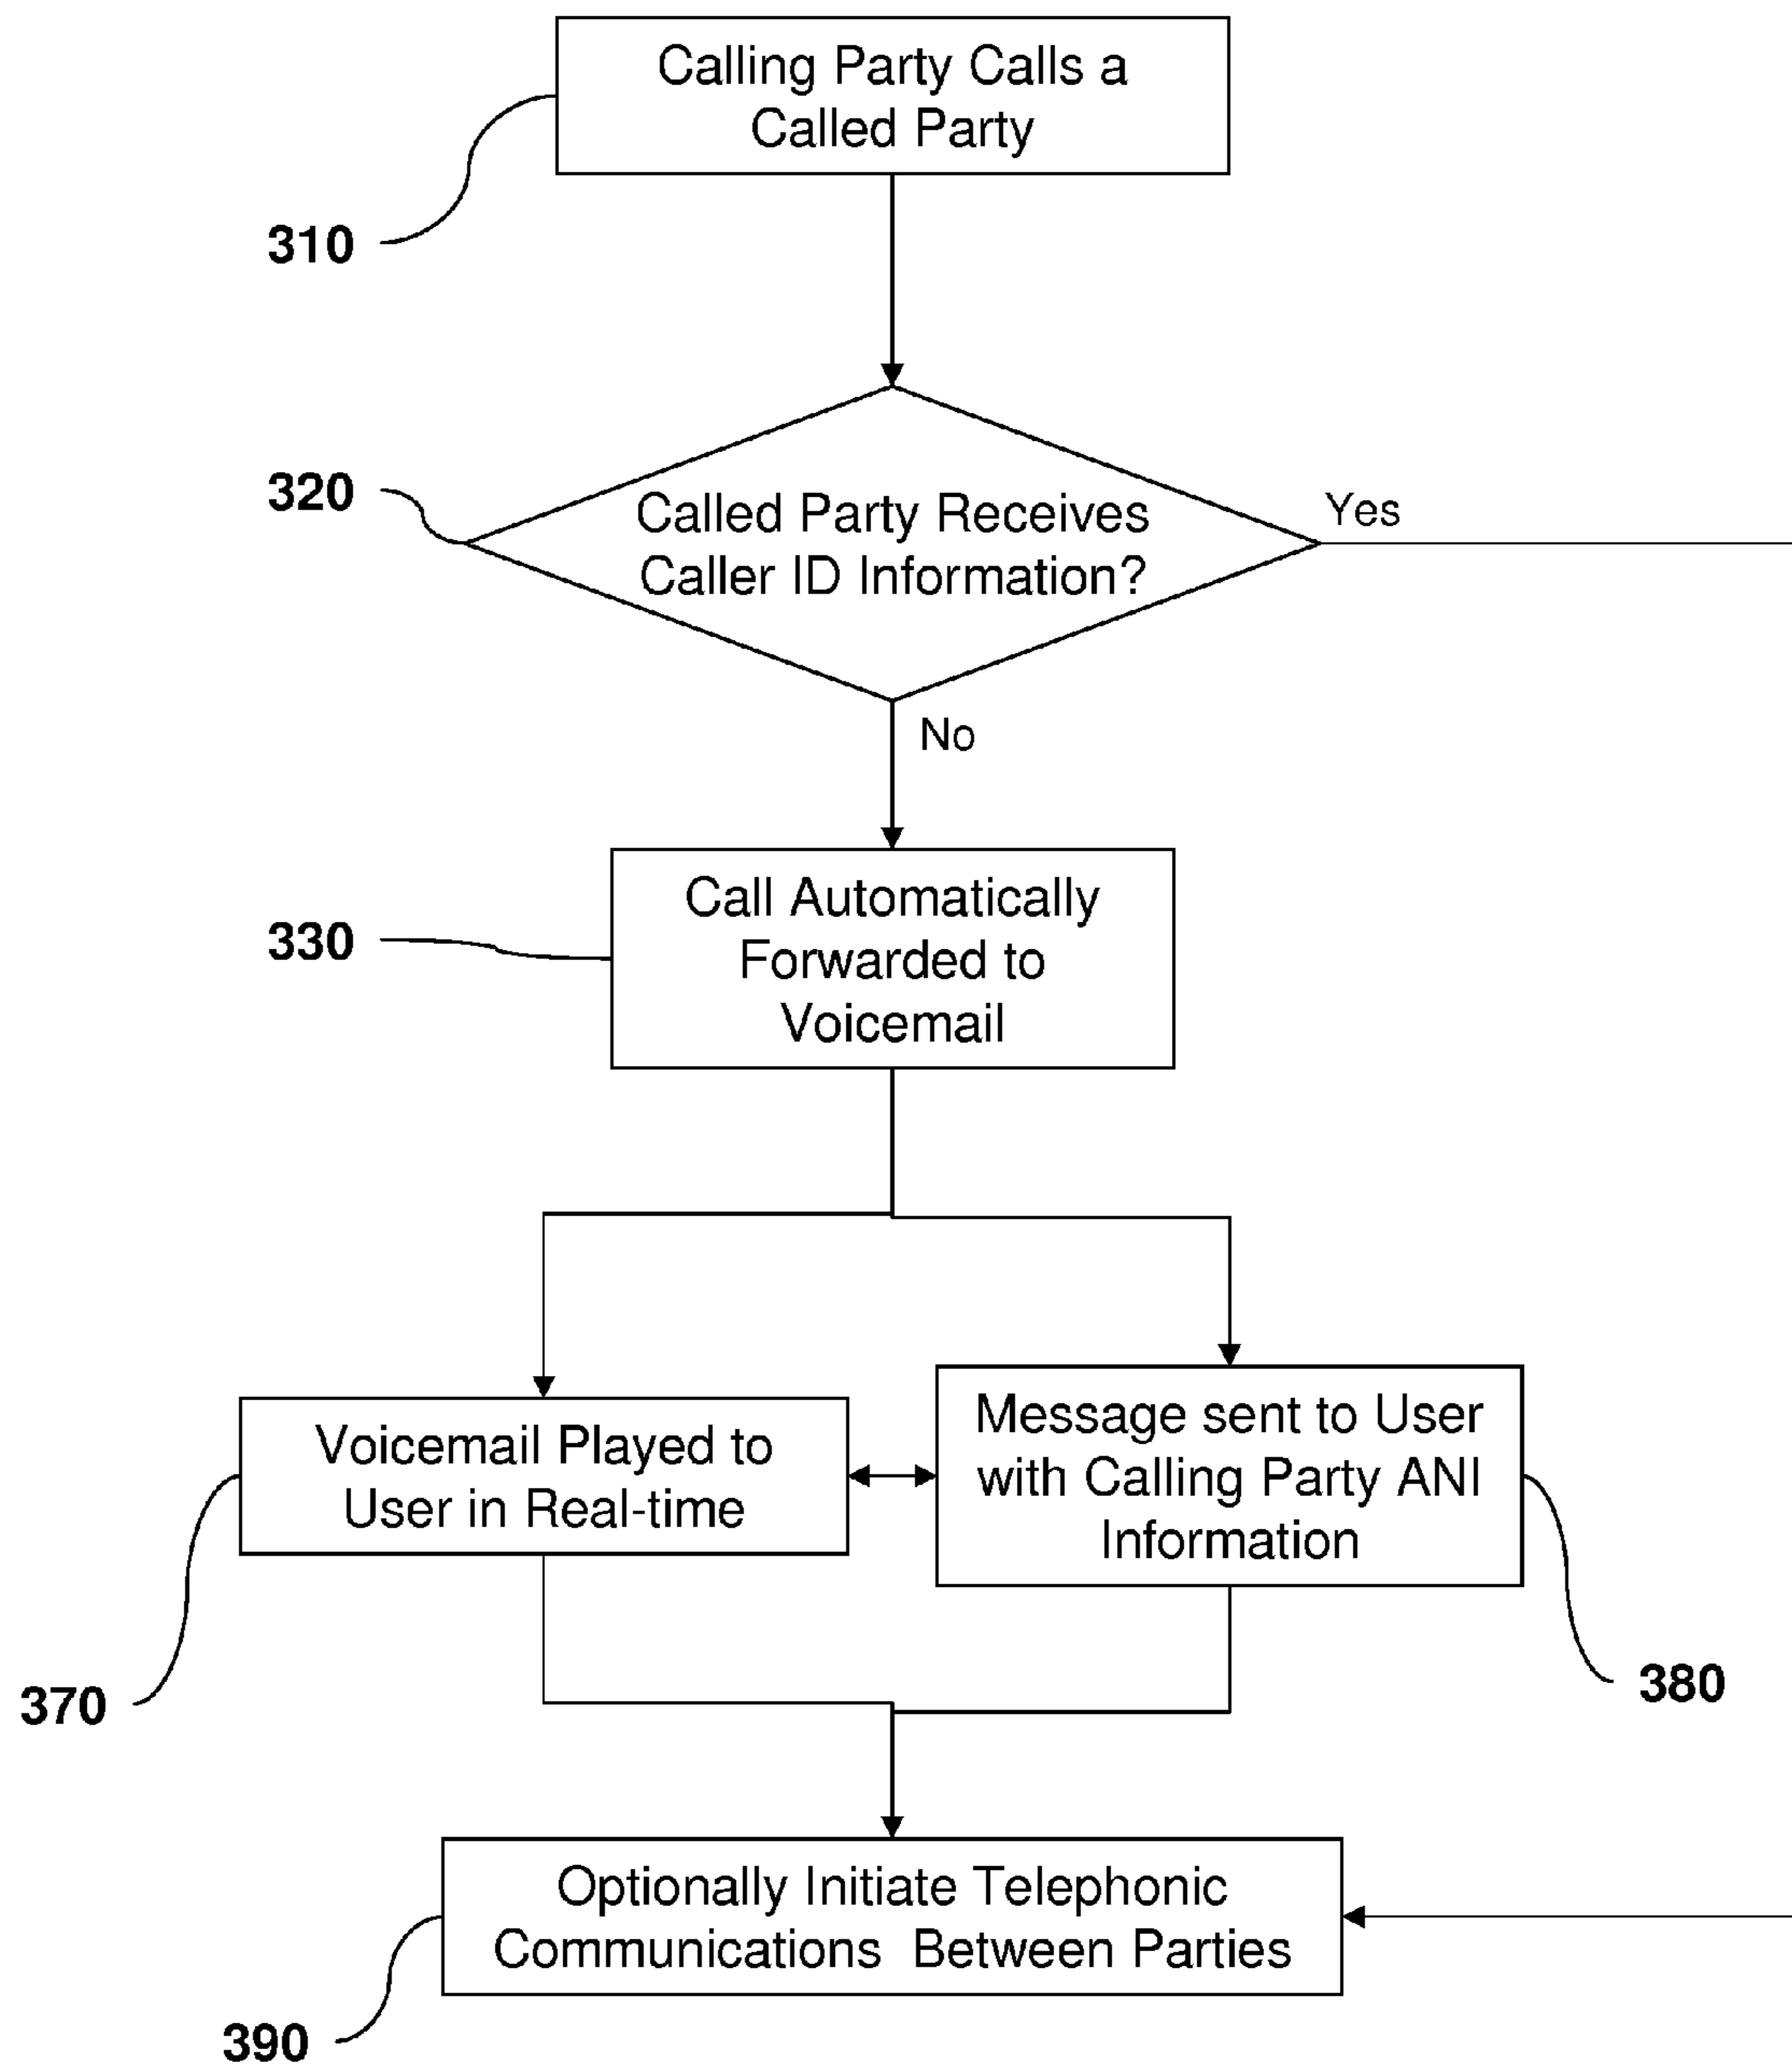 Calling Party Calls a
Called Party
310
320
Called Party Receives
Caller ID Information?
Yes
No
330
Call Automatically
Forwarded to
Voicemail
Voicemail Played to
User in Real-time
Message sent to User
with Calling Party ANI
Information
370
380
Optionally Initiate Telephonic
Communications  Between Parties
390